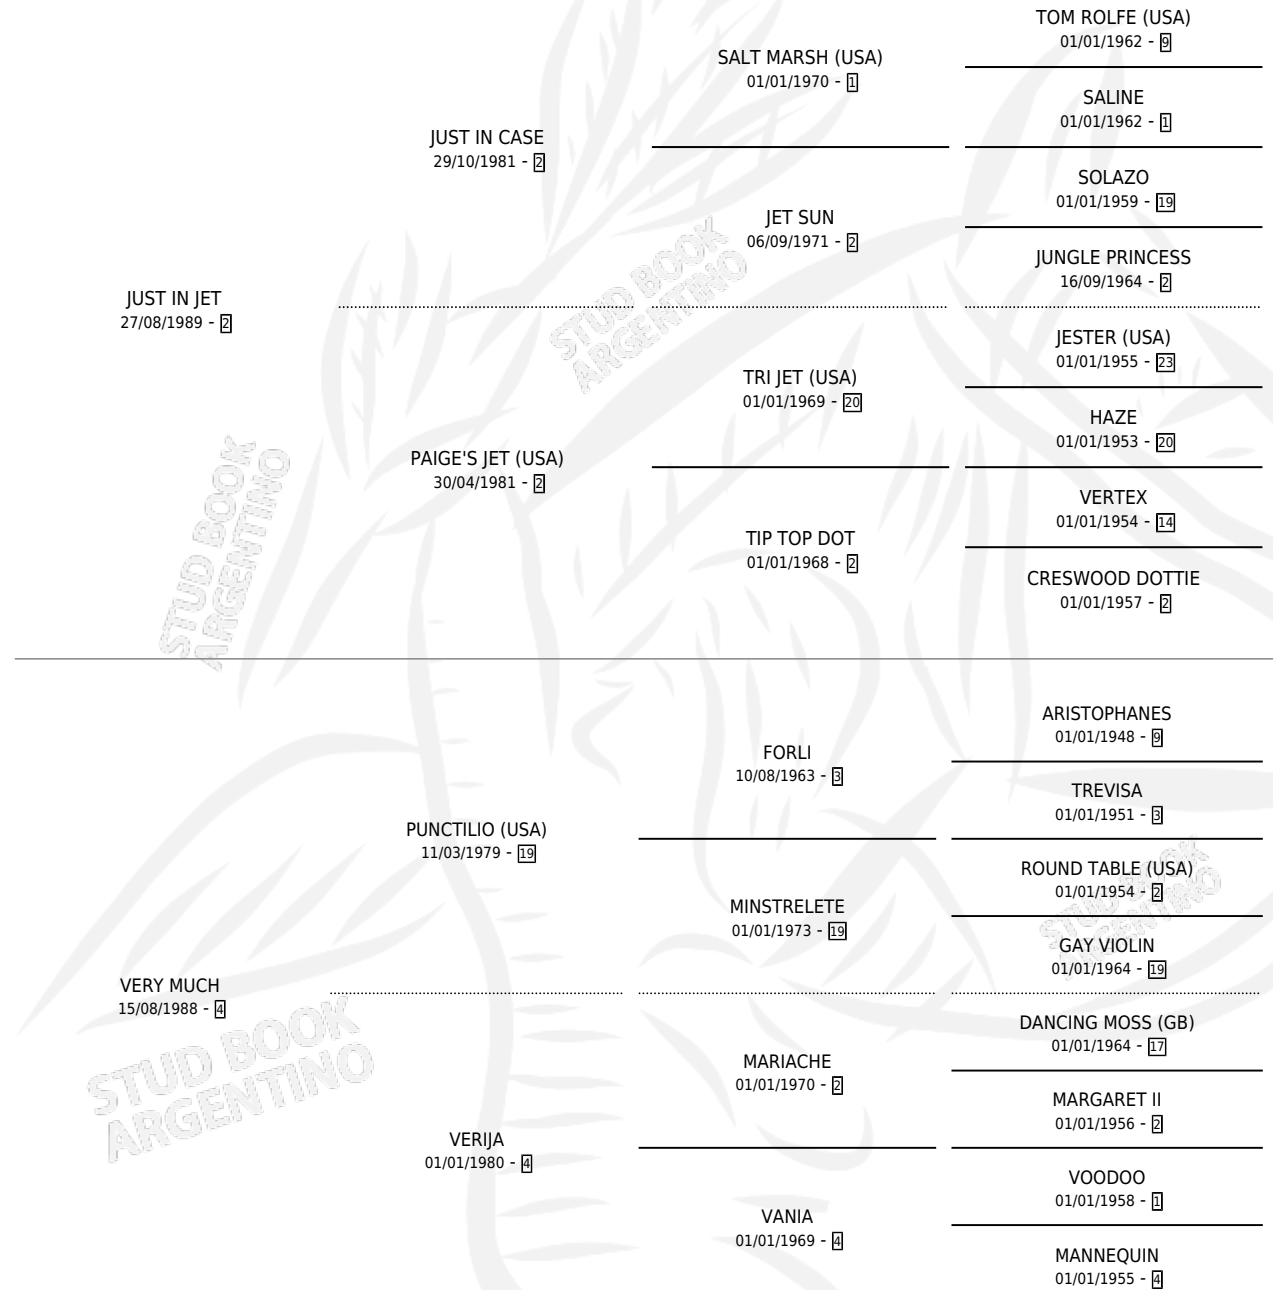 TOM ROLFE (USA)
01/01/1962 - 9
SALT MARSH (USA)
01/01/1970 - 1
SALINE
01/01/1962 - 1
JUST IN CASE
29/10/1981 - 2
SOLAZO
01/01/1959 - 19
JET SUN
06/09/1971 - 2
JUNGLE PRINCESS
16/09/1964 - 2
JUST IN JET
27/08/1989 - 2
STUD BOOK
ARGENTINO
JESTER (USA)
01/01/1955 - 23
TRI JET (USA)
01/01/1969 - 20
HAZE
01/01/1953 - 20
PAIGE'S JET (USA)
30/04/1981 - 2
VERTEX
01/01/1954 - 14
TIP TOP DOT
01/01/1968 - 2
CRESWOOD DOTTIE
01/01/1957 - 2
STUD BOOK
ARGENTINO
ARISTOPHANES
01/01/1948 - 9
FORLI
10/08/1963 - 3
TREVISA
01/01/1951 - 3
PUNCTILIO (USA)
11/03/1979 - 19
ROUND TABLE (USA)
01/01/1954 - 2
MINSTRELETE
01/01/1973 - 19
GAY VIOLIN
01/01/1964 - 19
STUD BOOK
ARGENTINO
VERY MUCH
15/08/1988 - 4
DANCING MOSS (GB)
01/01/1964 - 17
MARIACHE
01/01/1970 - 2
MARGARET II
01/01/1956 - 2
STUD BOOK
ARGENTINO
VERIJA
01/01/1980 - 4
VOODOO
01/01/1958 - 1
VANIA
01/01/1969 - 4
MANNEQUIN
01/01/1955 - 4